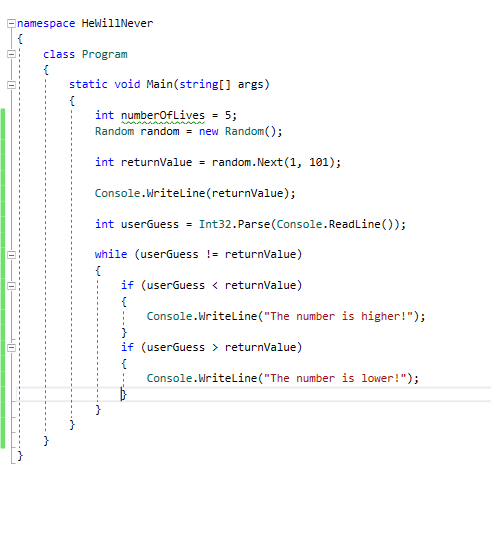 namespace HeWillNever
{
class Program
{
static void Main(string[] args)
{
int numberOfLives = 5;
Random random = new Random();
int returnValue = random.Next(1, 101);
Console.WriteLine(returnValue);
int userGuess = Int32.Parse(Console.ReadLine());
while (userGuess != returnValue)
{
if (userGuess < returnValue)
{
Console.WriteLine("The number is higher!");
}
if (userGuess > returnValue)
{
Console.WriteLine("The number is lower!");
}
}
}
}
}